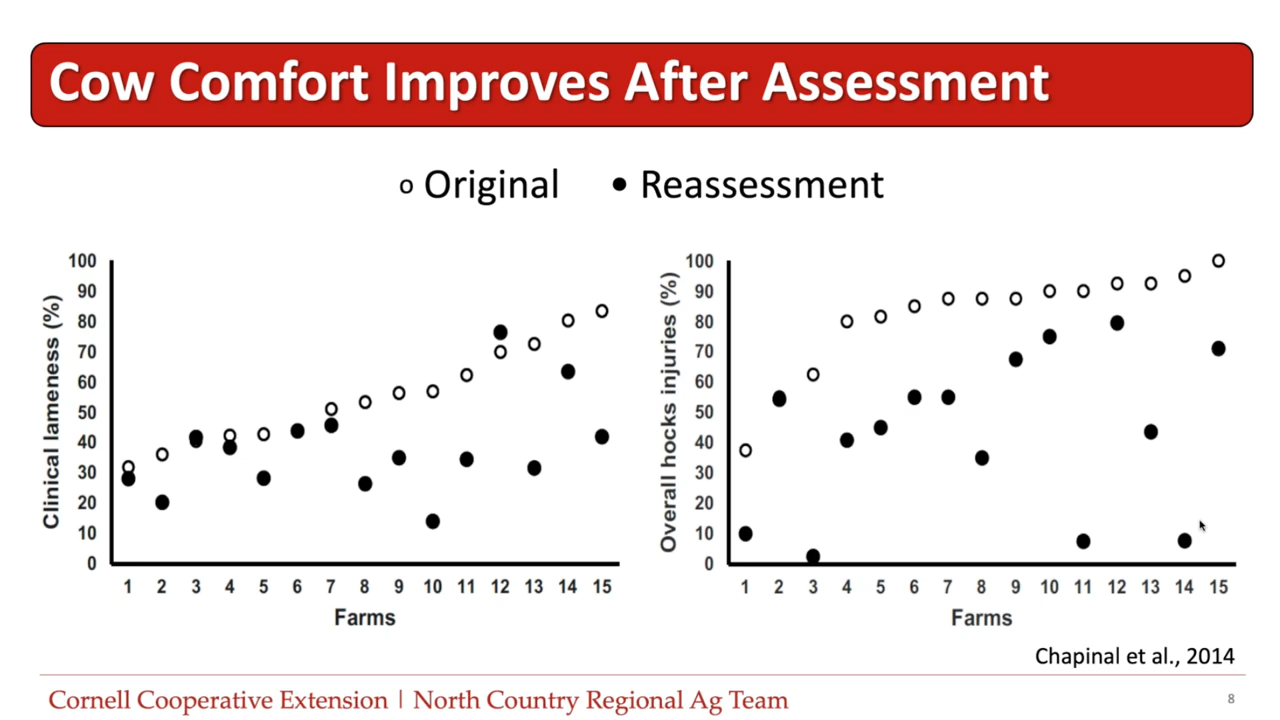 Cow Comfort Improves After Assessment
Original Reassessment
100
90
80
70
60
50
40
30
20
10
0
Clinical lameness (%)
1 2 3 4 5 6 7 8 9 10 11 12 13 14 15
Farms
100
90
80
70
60
50
40
30
20
10
0
Overall hocks injuries (%)
1 2 3 4 5 6 7 8 9 10 11 12 13 14 15
Farms
Chapinal et al., 2014
Cornell Cooperative Extension | North Country Regional Ag Team
8